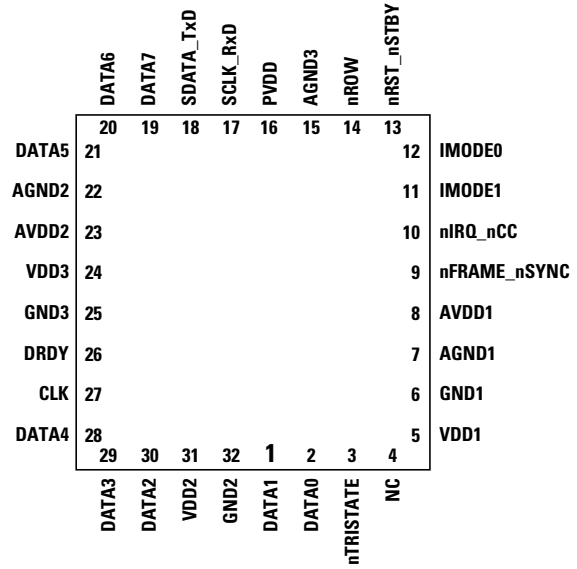 DATA6 DATA7 SDATA_TxD SCLK_RxD PVDD AGND3 nROW nRST_nSTBY
20 19 18 17 16 15 14 13
DATA5 21 12 IMODE0
AGND2 22 11 IMODE1
AVDD2 23 10 nIRQ_nCC
VDD3 24 9 nFRAME_nSYNC
GND3 25 8 AVDD1
DRDY 26 7 AGND1
CLK 27 6 GND1
DATA4 28 5 VDD1
29 30 31 32 1 2 3 4
DATA3 DATA2 VDD2 GND2 DATA1 DATA0 nTRISTATE NC